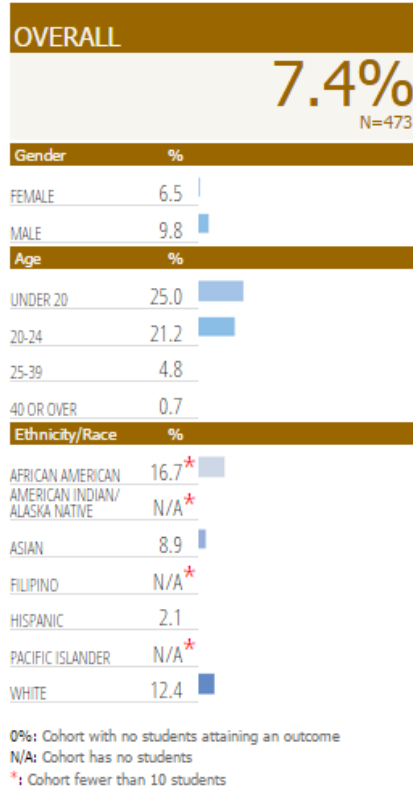 OVERALL
7.4%
N=473
Gender %
FEMALE 6.5
MALE 9.8
Age %
UNDER 20 25.0
20-24 21.2
25-39 4.8
40 OR OVER 0.7
Ethnicity/Race %
AFRICAN AMERICAN 16.7*
AMERICAN INDIAN/
ALASKA NATIVE N/A*
ASIAN 8.9
FILIPINO N/A*
HISPANIC 2.1
PACIFIC ISLANDER N/A*
WHITE 12.4
0%: Cohort with no students attaining an outcome
N/A: Cohort has no students
*: Cohort fewer than 10 students